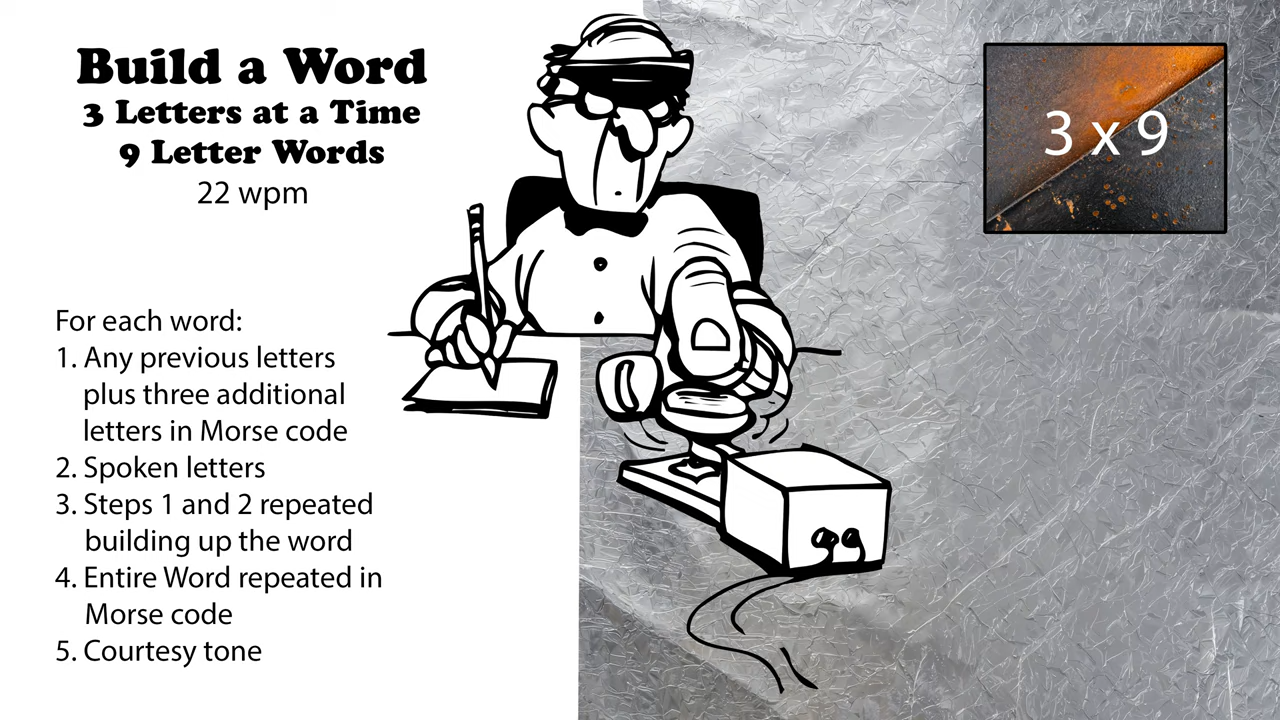 Build a Word
3 Letters at a Time
9 Letter Words
22 wpm
3 x 9
For each word:
1. Any previous letters
plus three additional
letters in Morse code
2. Spoken letters
3. Steps 1 and 2 repeated
building up the word
4. Entire Word repeated in
Morse code
5. Courtesy tone